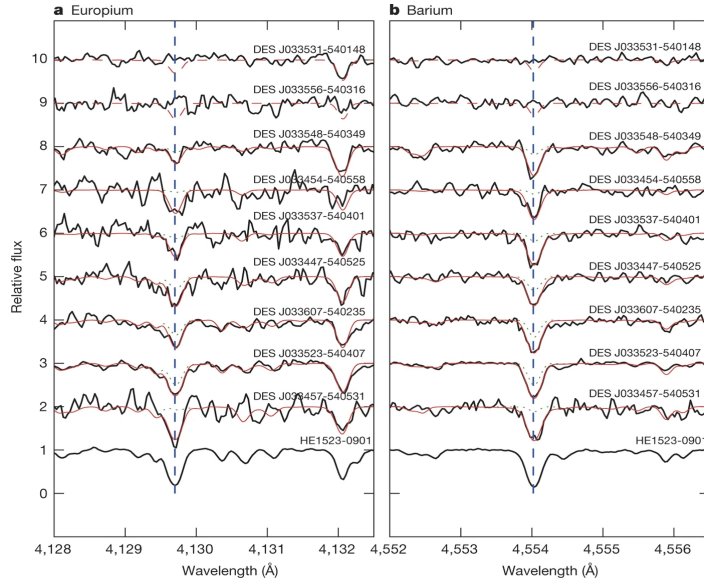 a Europium
b Barium
Relative flux
10
9
8
7
6
5
4
3
2
1
0
DES J033531-540148
DES J033556-540316
DES J033548-540349
DES J033454-540558
DES J033537-540401
DES J033447-540525
DES J033607-540235
DES J033523-540407
DES J033457-540531
HE1523-0901
DES J033531-540148
DES J033556-540316
DES J033548-540349
DES J033454-540558
DES J033537-540401
DES J033447-540525
DES J033607-540235
DES J033523-540407
DES J033457-540531
HE1523-0901
4,128 4,129 4,130 4,131 4,132
4,552 4,553 4,554 4,555 4,556
Wavelength (Å)
Wavelength (Å)